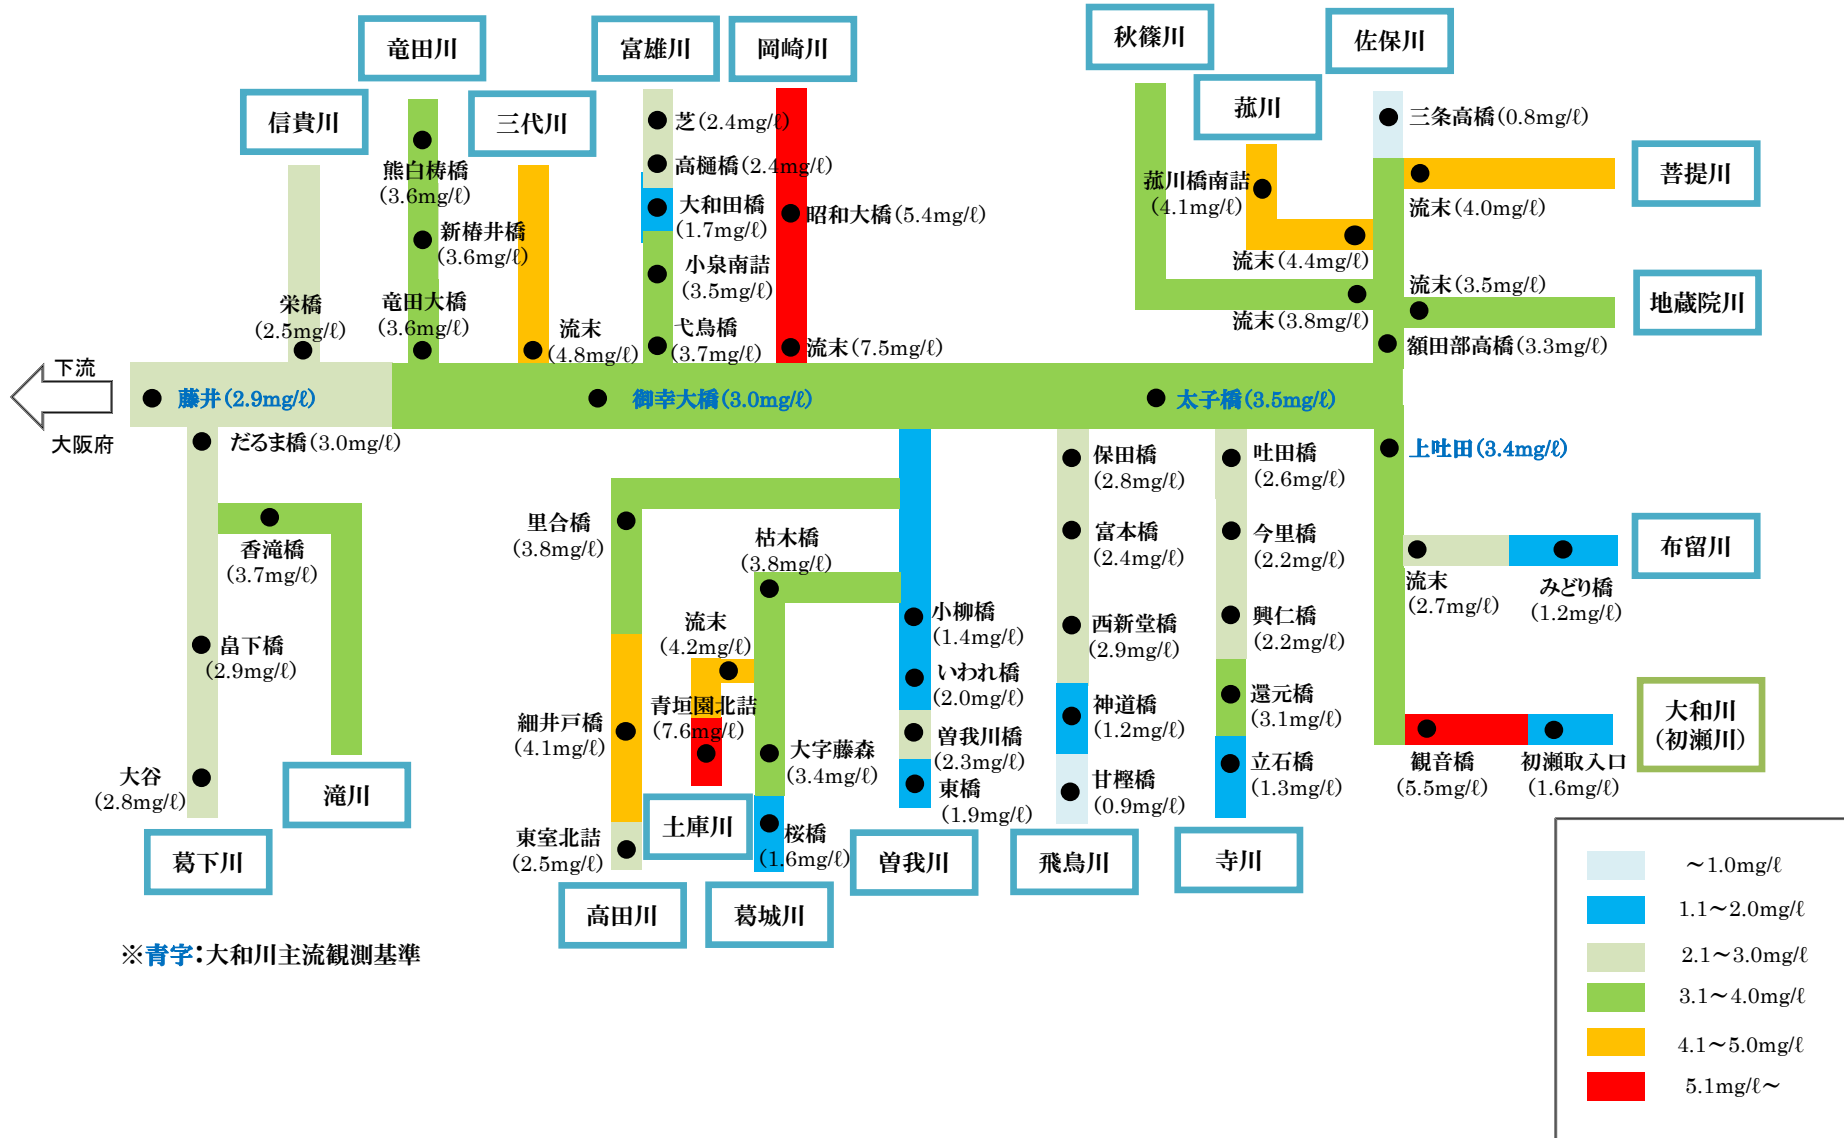 秋篠川
佐保川
竜田川
富雄川
岡崎川
菰川
信貴川
三代川
菩提川
地蔵院川
芝(2.4mg/ℓ)
高樋橋(2.4mg/ℓ)
大和田橋
(1.7mg/ℓ)
小泉南詰
(3.5mg/ℓ)
弋鳥橋
(3.7mg/ℓ)
熊白梼橋
(3.6mg/ℓ)
新椿井橋
(3.6mg/ℓ)
竜田大橋
(3.6mg/ℓ)
栄橋
(2.5mg/ℓ)
流末
(4.8mg/ℓ)
昭和大橋(5.4mg/ℓ)
流末(7.5mg/ℓ)
菰川橋南詰
(4.1mg/ℓ)
流末(4.4mg/ℓ)
流末(3.8mg/ℓ)
三条高橋(0.8mg/ℓ)
流末(4.0mg/ℓ)
流末(3.5mg/ℓ)
額田部高橋(3.3mg/ℓ)
下流
大阪府
藤井(2.9mg/ℓ)
御幸大橋(3.0mg/ℓ)
太子橋(3.5mg/ℓ)
上吐田(3.4mg/ℓ)
だるま橋(3.0mg/ℓ)
香滝橋
(3.7mg/ℓ)
畠下橋
(2.9mg/ℓ)
大谷
(2.8mg/ℓ)
滝川
葛下川
里合橋
(3.8mg/ℓ)
細井戸橋
(4.1mg/ℓ)
東室北詰
(2.5mg/ℓ)
高田川
枯木橋
(3.8mg/ℓ)
流末
(4.2mg/ℓ)
青垣園北詰
(7.6mg/ℓ)
土庫川
大字藤森
(3.4mg/ℓ)
桜橋
(1.6mg/ℓ)
葛城川
小柳橋
(1.4mg/ℓ)
いわれ橋
(2.0mg/ℓ)
曽我川橋
(2.3mg/ℓ)
東橋
(1.9mg/ℓ)
曽我川
保田橋
(2.8mg/ℓ)
富本橋
(2.4mg/ℓ)
西新堂橋
(2.9mg/ℓ)
神道橋
(1.2mg/ℓ)
甘樫橋
(0.9mg/ℓ)
飛鳥川
吐田橋
(2.6mg/ℓ)
今里橋
(2.2mg/ℓ)
興仁橋
(2.2mg/ℓ)
還元橋
(3.1mg/ℓ)
立石橋
(1.3mg/ℓ)
寺川
流末
(2.7mg/ℓ)
みどり橋
(1.2mg/ℓ)
布留川
観音橋
(5.5mg/ℓ)
初瀬取入口
(1.6mg/ℓ)
大和川
(初瀬川)
※青字:大和川主流観測基準
～1.0mg/ℓ
1.1～2.0mg/ℓ
2.1～3.0mg/ℓ
3.1～4.0mg/ℓ
4.1～5.0mg/ℓ
5.1mg/ℓ～